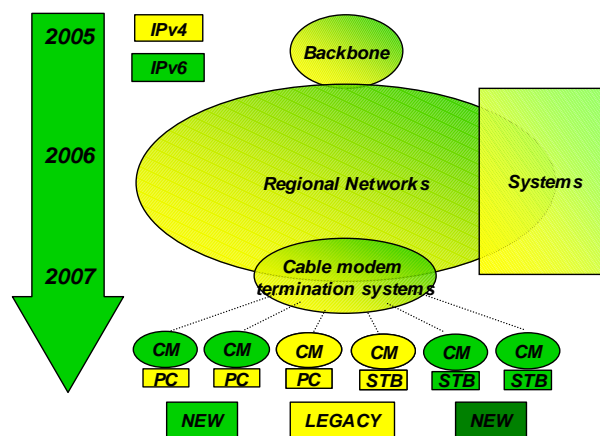 2005
IPv4
IPv6
Backbone
2006
Regional Networks
Systems
2007
Cable modem
termination systems
CM CM CM CM CM CM
PC PC PC STB STB STB
NEW LEGACY NEW